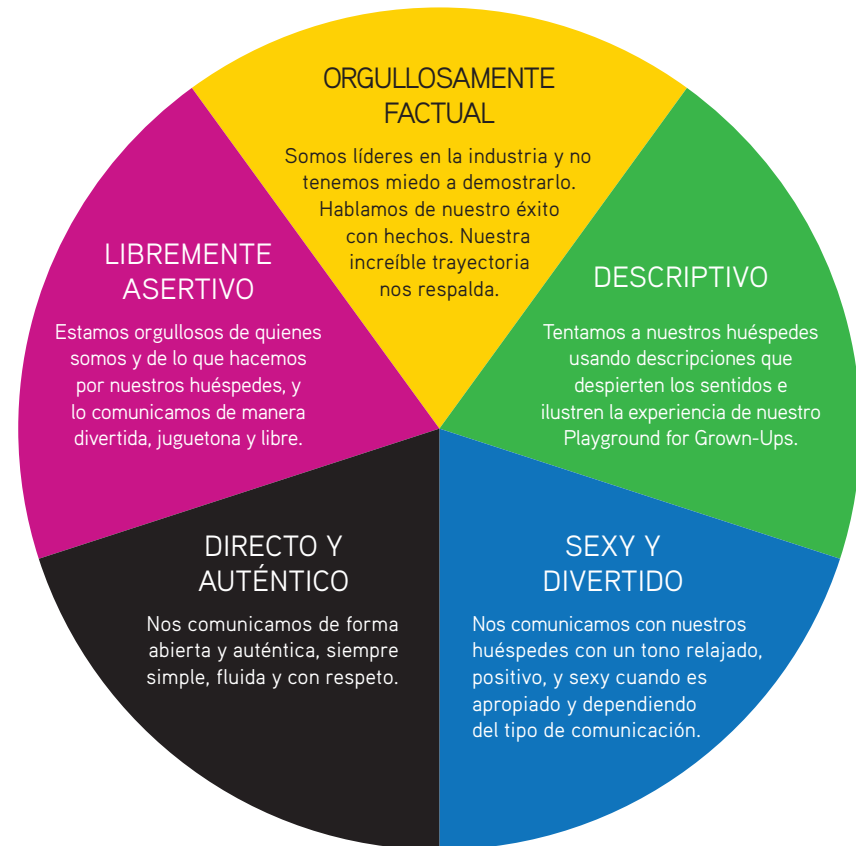 ORGULLOSAMENTE
FACTUAL
Somos líderes en la industria y no
tenemos miedo a demostrarlo.
Hablamos de nuestro éxito
con hechos. Nuestra
increíble trayectoria
nos respalda.
LIBREMENTE
ASERTIVO
Estamos orgullosos de quienes
somos y de lo que hacemos
por nuestros huéspedes, y
lo comunicamos de manera
divertida, juguetona y libre.
DESCRIPTIVO
Tentamos a nuestros huéspedes
usando descripciones que
despierten los sentidos e
ilustren la experiencia de nuestro
Playground for Grown-Ups.
DIRECTO Y
AUTÉNTICO
Nos comunicamos de forma
abierta y auténtica, siempre
simple, fluida y con respeto.
SEXY Y
DIVERTIDO
Nos comunicamos con nuestros
huéspedes con un tono relajado,
positivo, y sexy cuando es
apropiado y dependiendo
del tipo de comunicación.